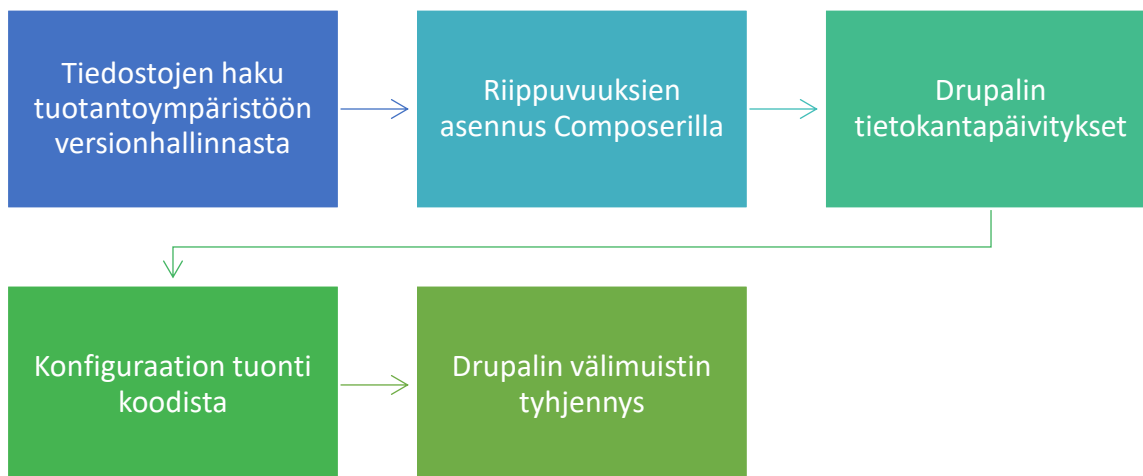 Tiedostojen haku
tuotantoympäristöön
versionhallinnasta
Riippuvuuksien
asennus Composerilla
Drupalin
tietokantapäivitykset
Konfiguraation tuonti
koodista
Drupalin välimuistin
tyhjennys